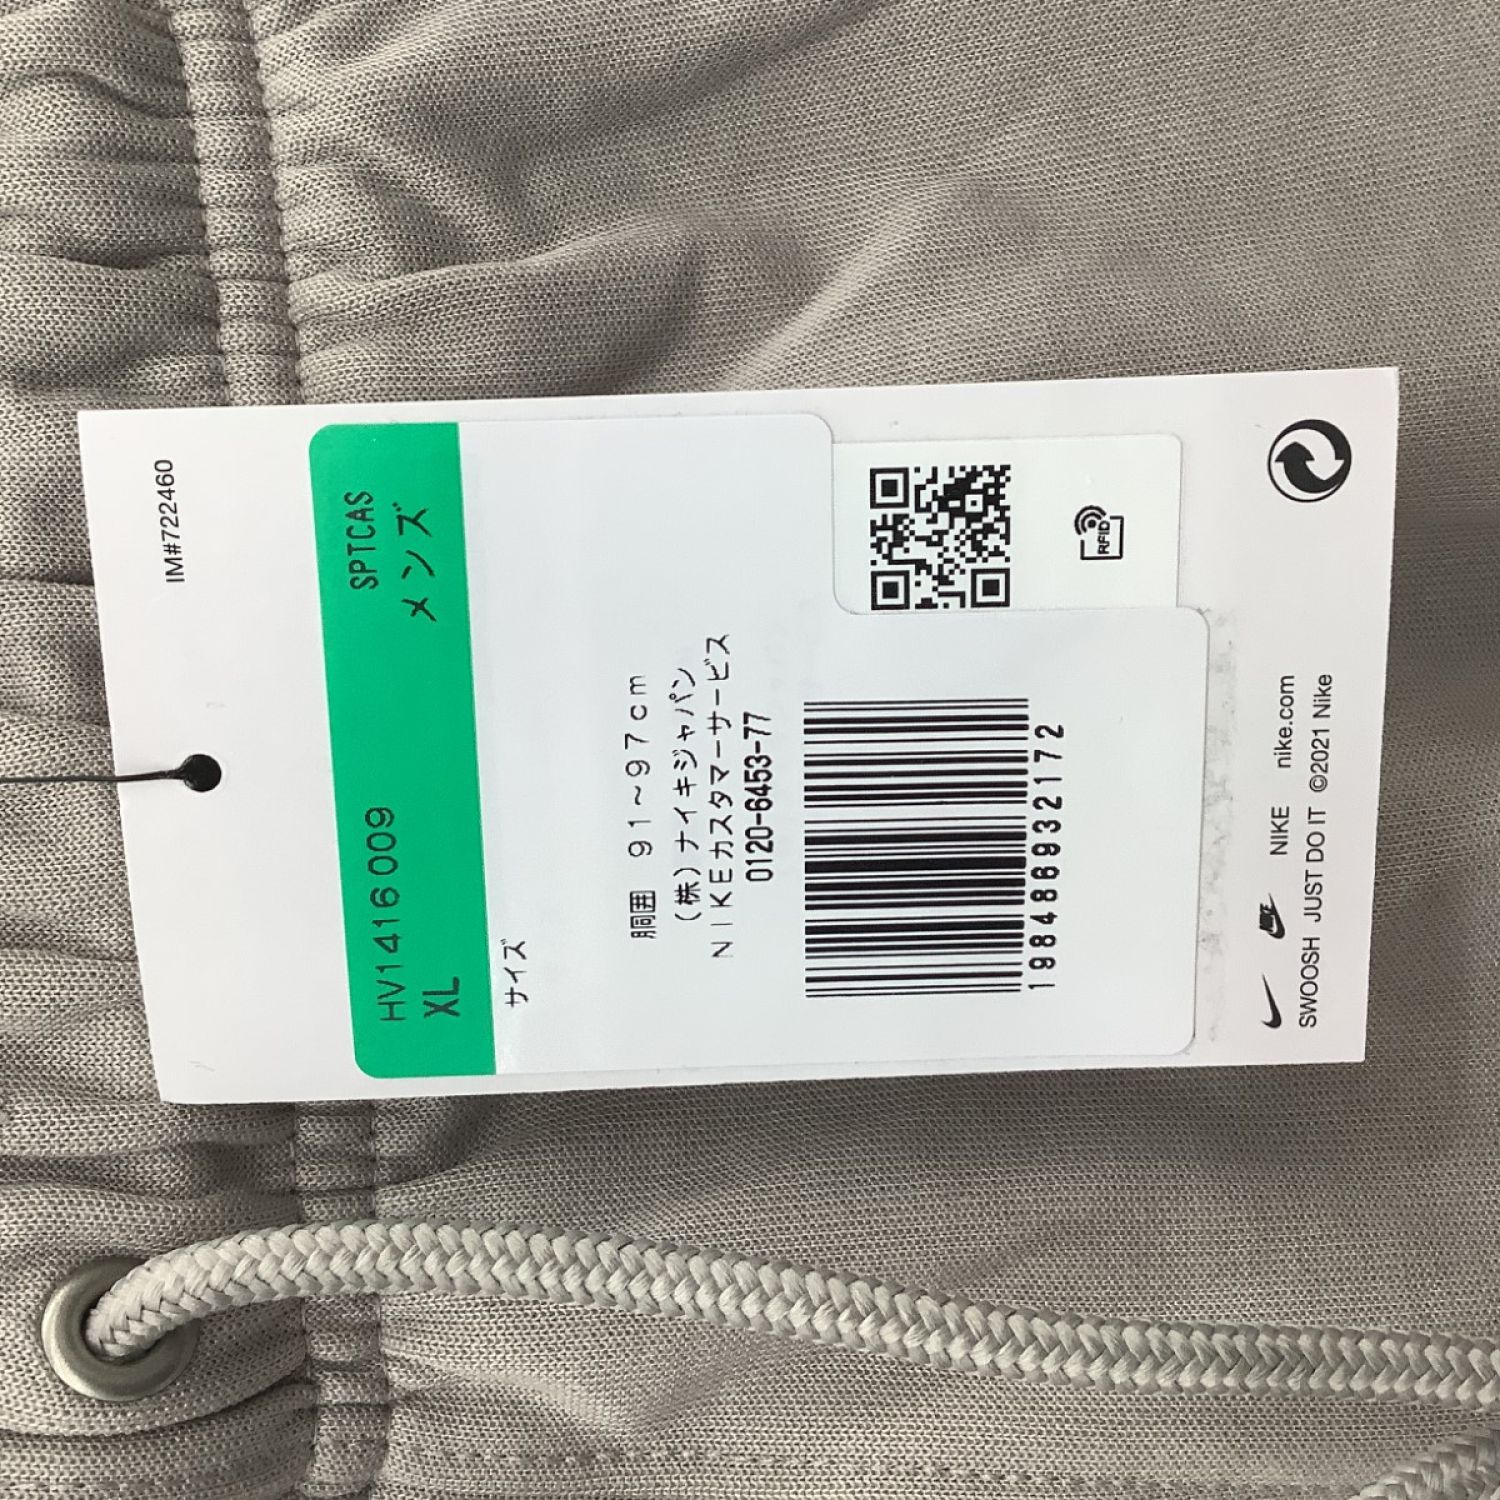 IM#722460
SPTCAS
HV1416009 メンズ
XL
サイズ
胴囲 91~97cm
(株)ナイキジャパン
NIKEカスタマーサービス
0120-6453-77
198486932172
RFID
NIKE nike.com
SWOOSH JUST DO IT ©2021 Nike